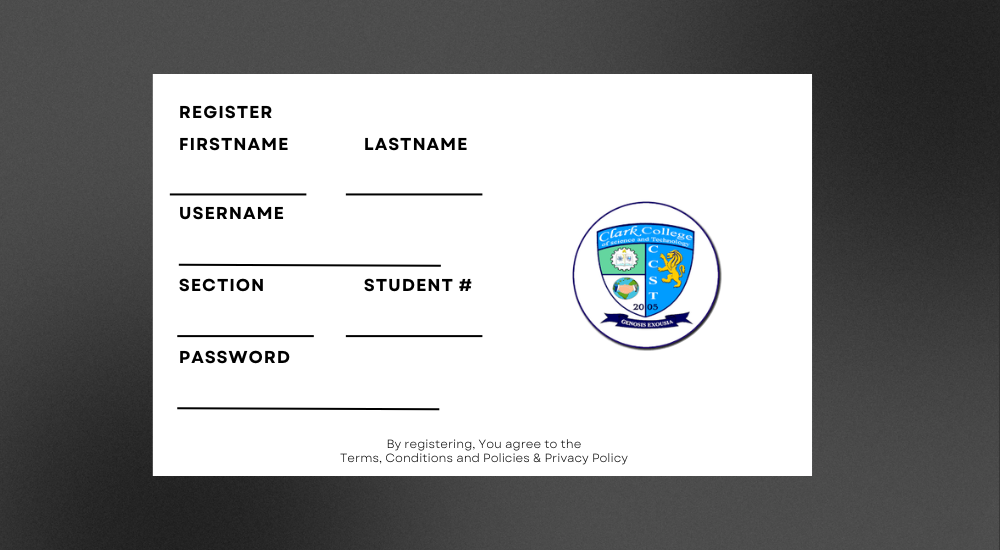 REGISTER
FIRSTNAME LASTNAME
USERNAME
SECTION STUDENT #
PASSWORD
Clark College
of science and Technology
C
C
S
T
2005
GENOSIS EXOUSIA
By registering, You agree to the
Terms, Conditions and Policies & Privacy Policy